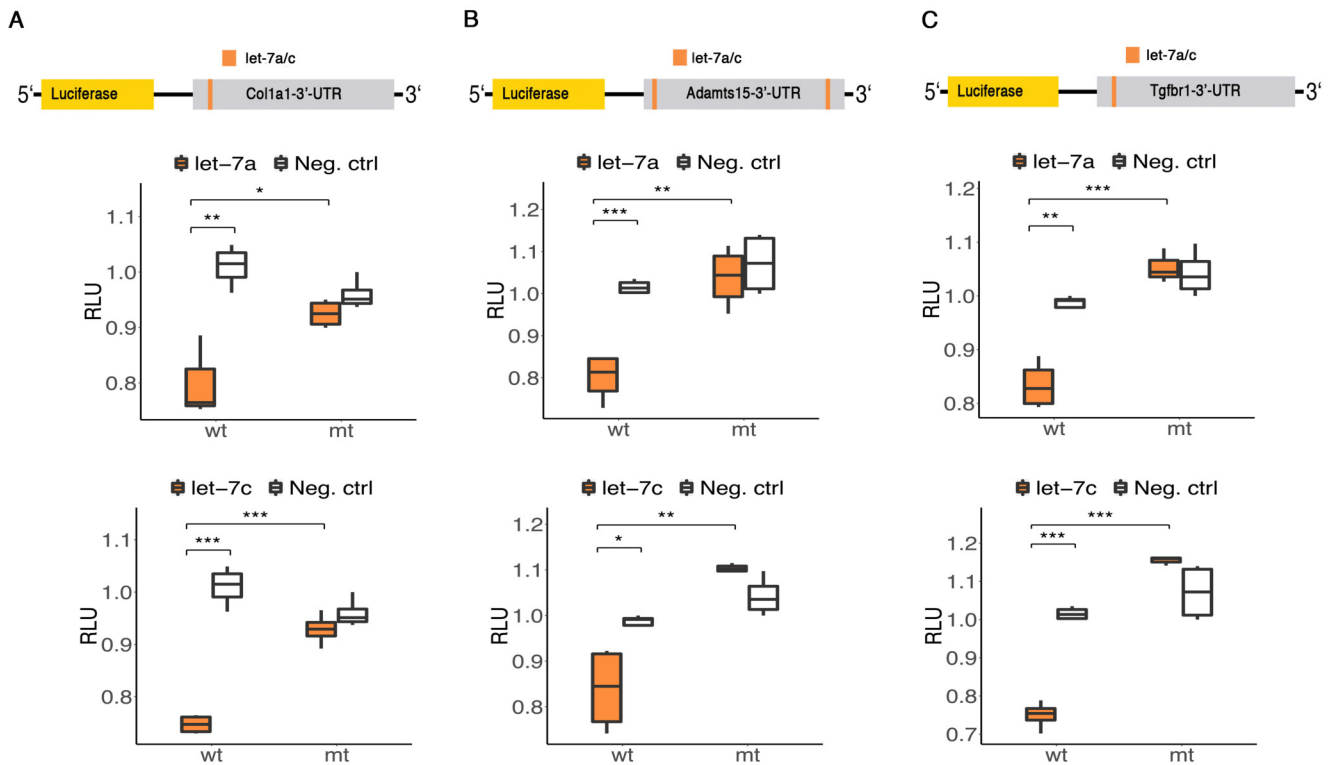 A
let-7a/c
5‘ Luciferase Col1a1-3’-UTR 3‘
let–7a Neg. ctrl
RLU
1.1
1.0
0.9
0.8
*
**
wt mt
let–7c Neg. ctrl
RLU
1.1
1.0
0.9
0.8
***
***
wt mt
B
let-7a/c
5‘ Luciferase Adamts15-3’-UTR 3‘
let–7a Neg. ctrl
RLU
1.2
1.1
1.0
0.9
0.8
**
***
wt mt
let–7c Neg. ctrl
RLU
1.2
1.1
1.0
0.9
0.8
**
*
wt mt
C
let-7a/c
5‘ Luciferase Tgfbr1-3’-UTR 3‘
let–7a Neg. ctrl
RLU
1.2
1.1
1.0
0.9
0.8
***
**
wt mt
let–7c Neg. ctrl
RLU
1.2
1.1
1.0
0.9
0.8
0.7
***
***
wt mt